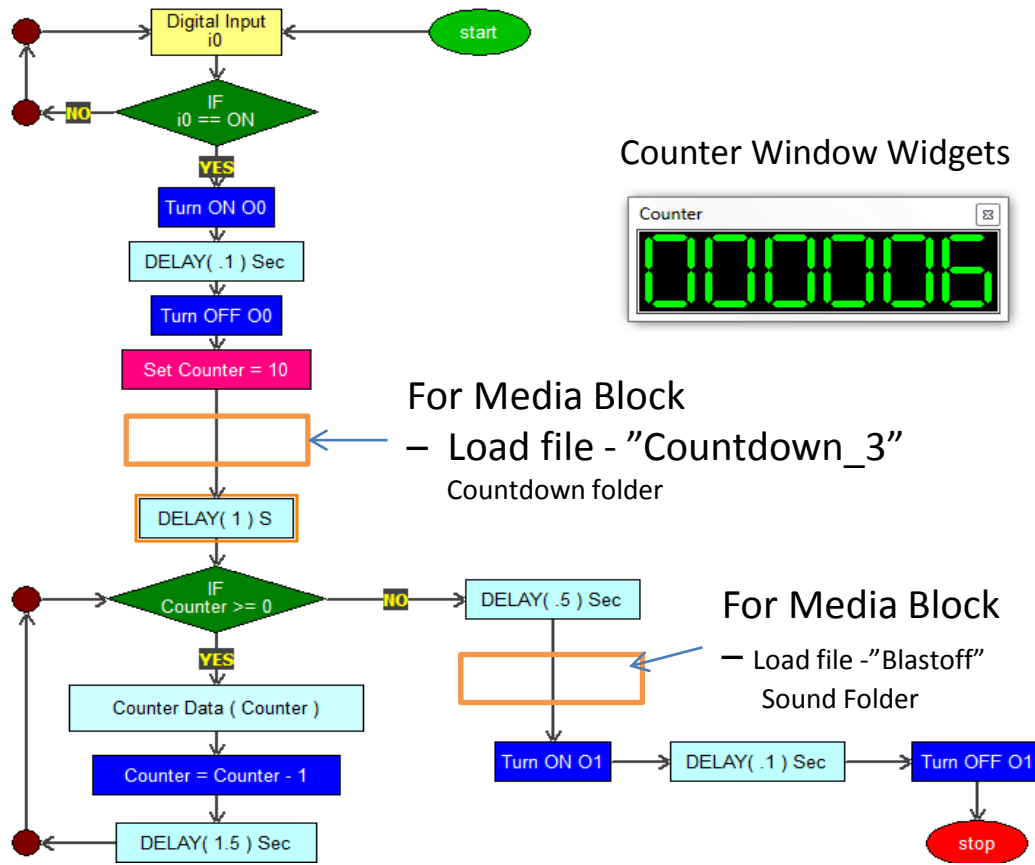 Digital Input
i0
start
IF
i0 == ON
NO
YES
Turn ON O0
DELAY( .1 ) Sec
Turn OFF O0
Set Counter = 10
Counter Window Widgets
Counter
000006
For Media Block
– Load file - ”Countdown_3”
Countdown folder
DELAY( 1 ) S
IF
Counter >= 0
NO
YES
Counter Data ( Counter )
Counter = Counter - 1
DELAY( 1.5 ) Sec
DELAY( .5 ) Sec
For Media Block
– Load file -”Blastoff”
Sound Folder
Turn ON O1
DELAY( .1 ) Sec
Turn OFF O1
stop